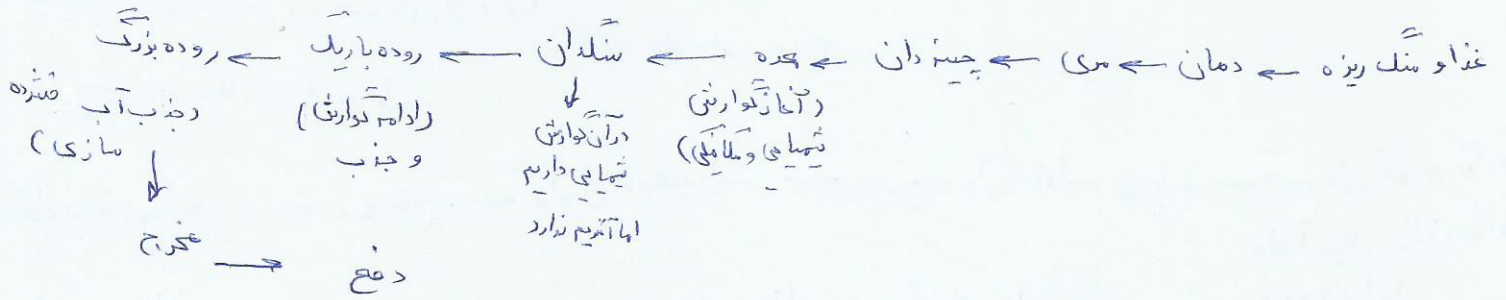 غذا و سنگ ریزه ← دهان ← مری ← چینه دان ← معده ← سنگدان ← روده باریک ← روده بزرگ
(آغاز گوارش
شیمیایی و مکانیکی)
↓
در آن گوارش
شیمیایی داریم
اما آنزیم ندارد
(ادامه گوارش)
و جذب
(جذب آب فشرده
سازی)
↓
مخرج → دفع